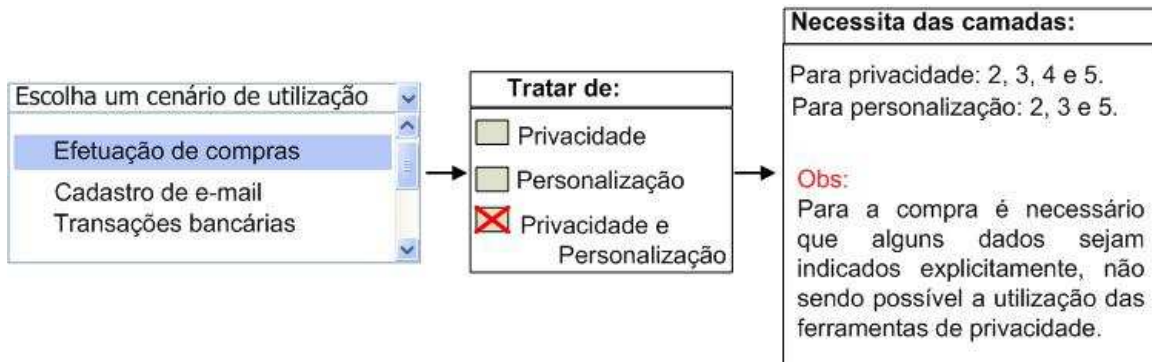 Escolha um cenário de utilização
Efetuação de compras
Cadastro de e-mail
Transações bancárias
Tratar de:
Privacidade
Personalização
Privacidade e
Personalização
Necessita das camadas:
Para privacidade: 2, 3, 4 e 5.
Para personalização: 2, 3 e 5.
Obs:
Para a compra é necessário
que alguns dados sejam
indicados explicitamente, não
sendo possível a utilização das
ferramentas de privacidade.